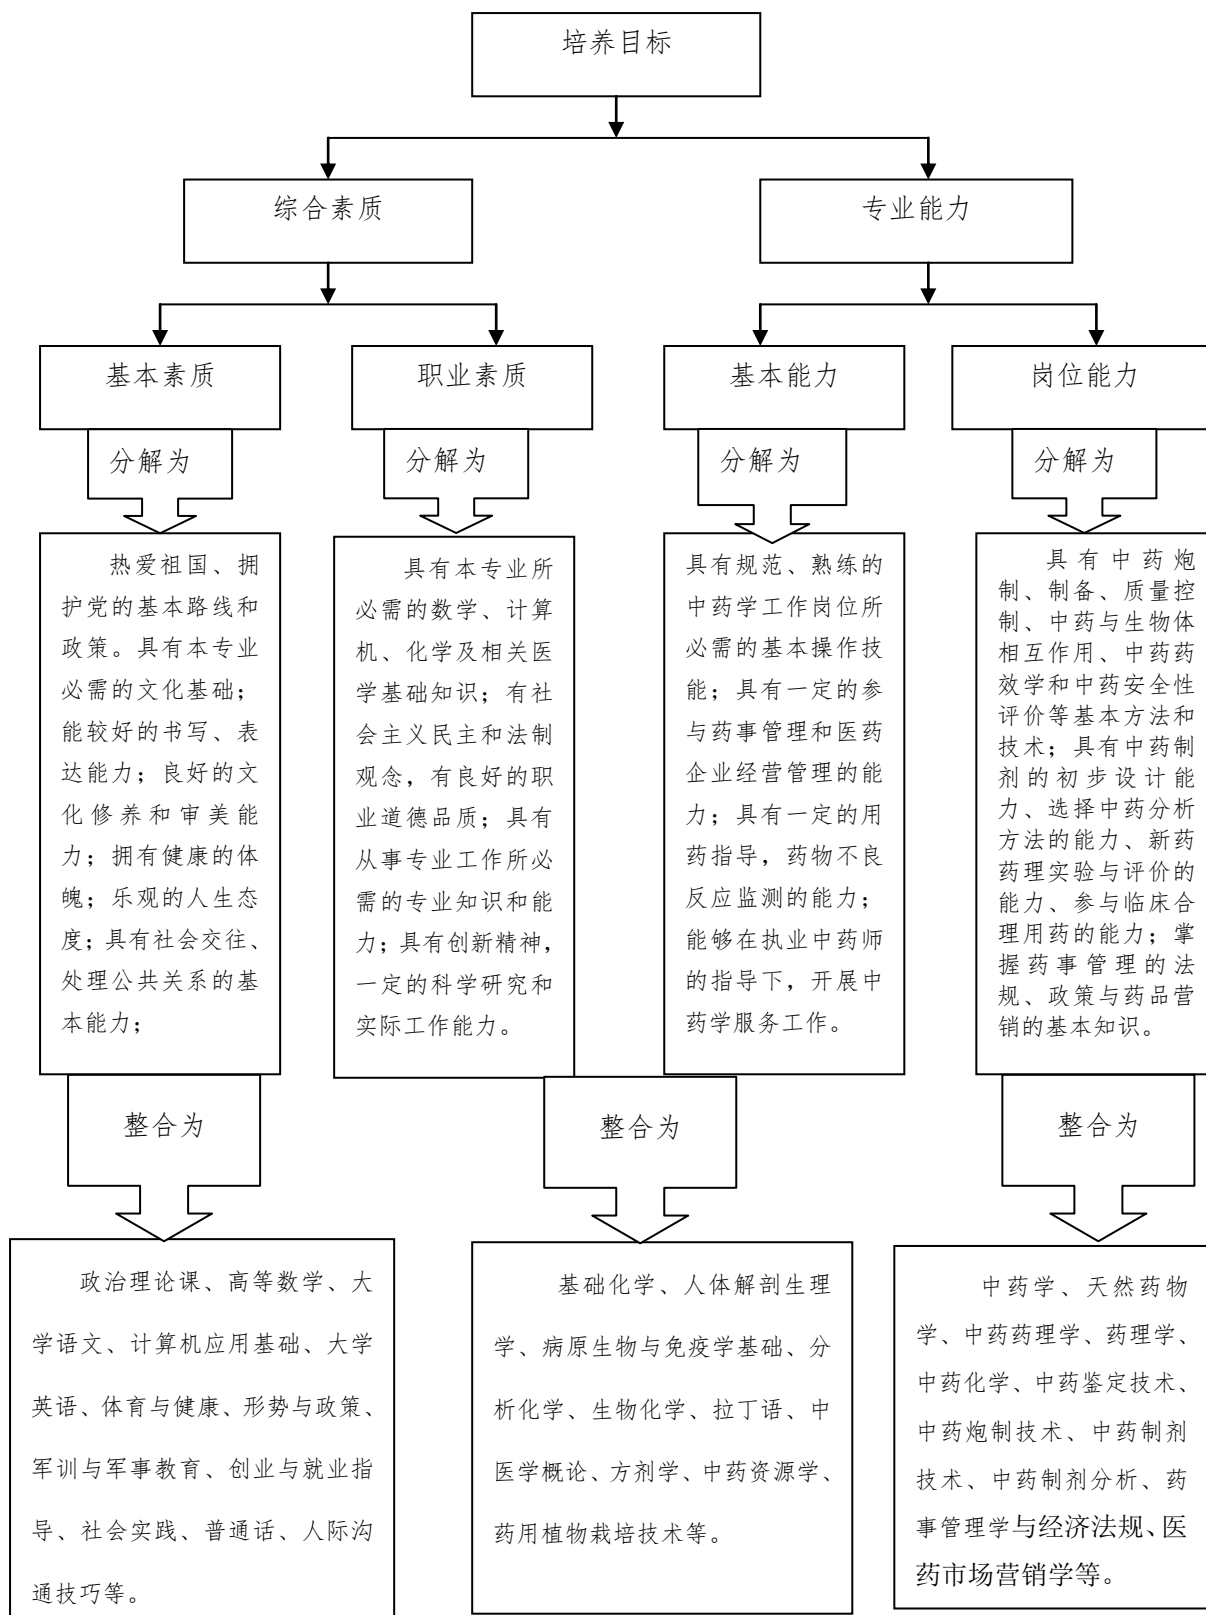 培养目标
综合素质
专业能力
基本素质
职业素质
基本能力
岗位能力
分解为
分解为
分解为
分解为
热爱祖国、拥
护党的基本路线和
政策。具有本专业
必需的文化基础；
能较好的书写、表
达能力；良好的文
化修养和审美能
力；拥有健康的体
魄；乐观的人生态
度；具有社会交往、
处理公共关系的基
本能力；
具有本专业所
必需的数学、计算
机、化学及相关医
学基础知识；有社
会主义民主和法制
观念，有良好的职
业道德品质；具有
从事专业工作所必
需的专业知识和能
力；具有创新精神，
一定的科学研究和
实际工作能力。
具有规范、熟练的
中药学工作岗位所
必需的基本操作技
能；具有一定的参
与药事管理和医药
企业经营管理的能
力；具有一定的用
药指导，药物不良
反应监测的能力；
能够在执业中药师
的指导下，开展中
药学服务工作。
具有中药炮
制、制备、质量控
制、中药与生物体
相互作用、中药药
效学和中药安全性
评价等基本方法和
技术；具有中药制
剂的初步设计能
力、选择中药分析
方法的能力、新药
药理实验与评价的
能力、参与临床合
理用药的能力；掌
握药事管理的法
规、政策与药品营
销的基本知识。
整合为
整合为
整合为
政治理论课、高等数学、大
学语文、计算机应用基础、大学
英语、体育与健康、形势与政策、
军训与军事教育、创业与就业指
导、社会实践、普通话、人际沟
通技巧等。
基础化学、人体解剖生理
学、病原生物与免疫学基础、分
析化学、生物化学、拉丁语、中
医学概论、方剂学、中药资源学、
药用植物栽培技术等。
中药学、天然药物
学、中药药理学、药理学、
中药化学、中药鉴定技术、
中药炮制技术、中药制剂
技术、中药制剂分析、药
事管理学与经济法规、医
药市场营销学等。